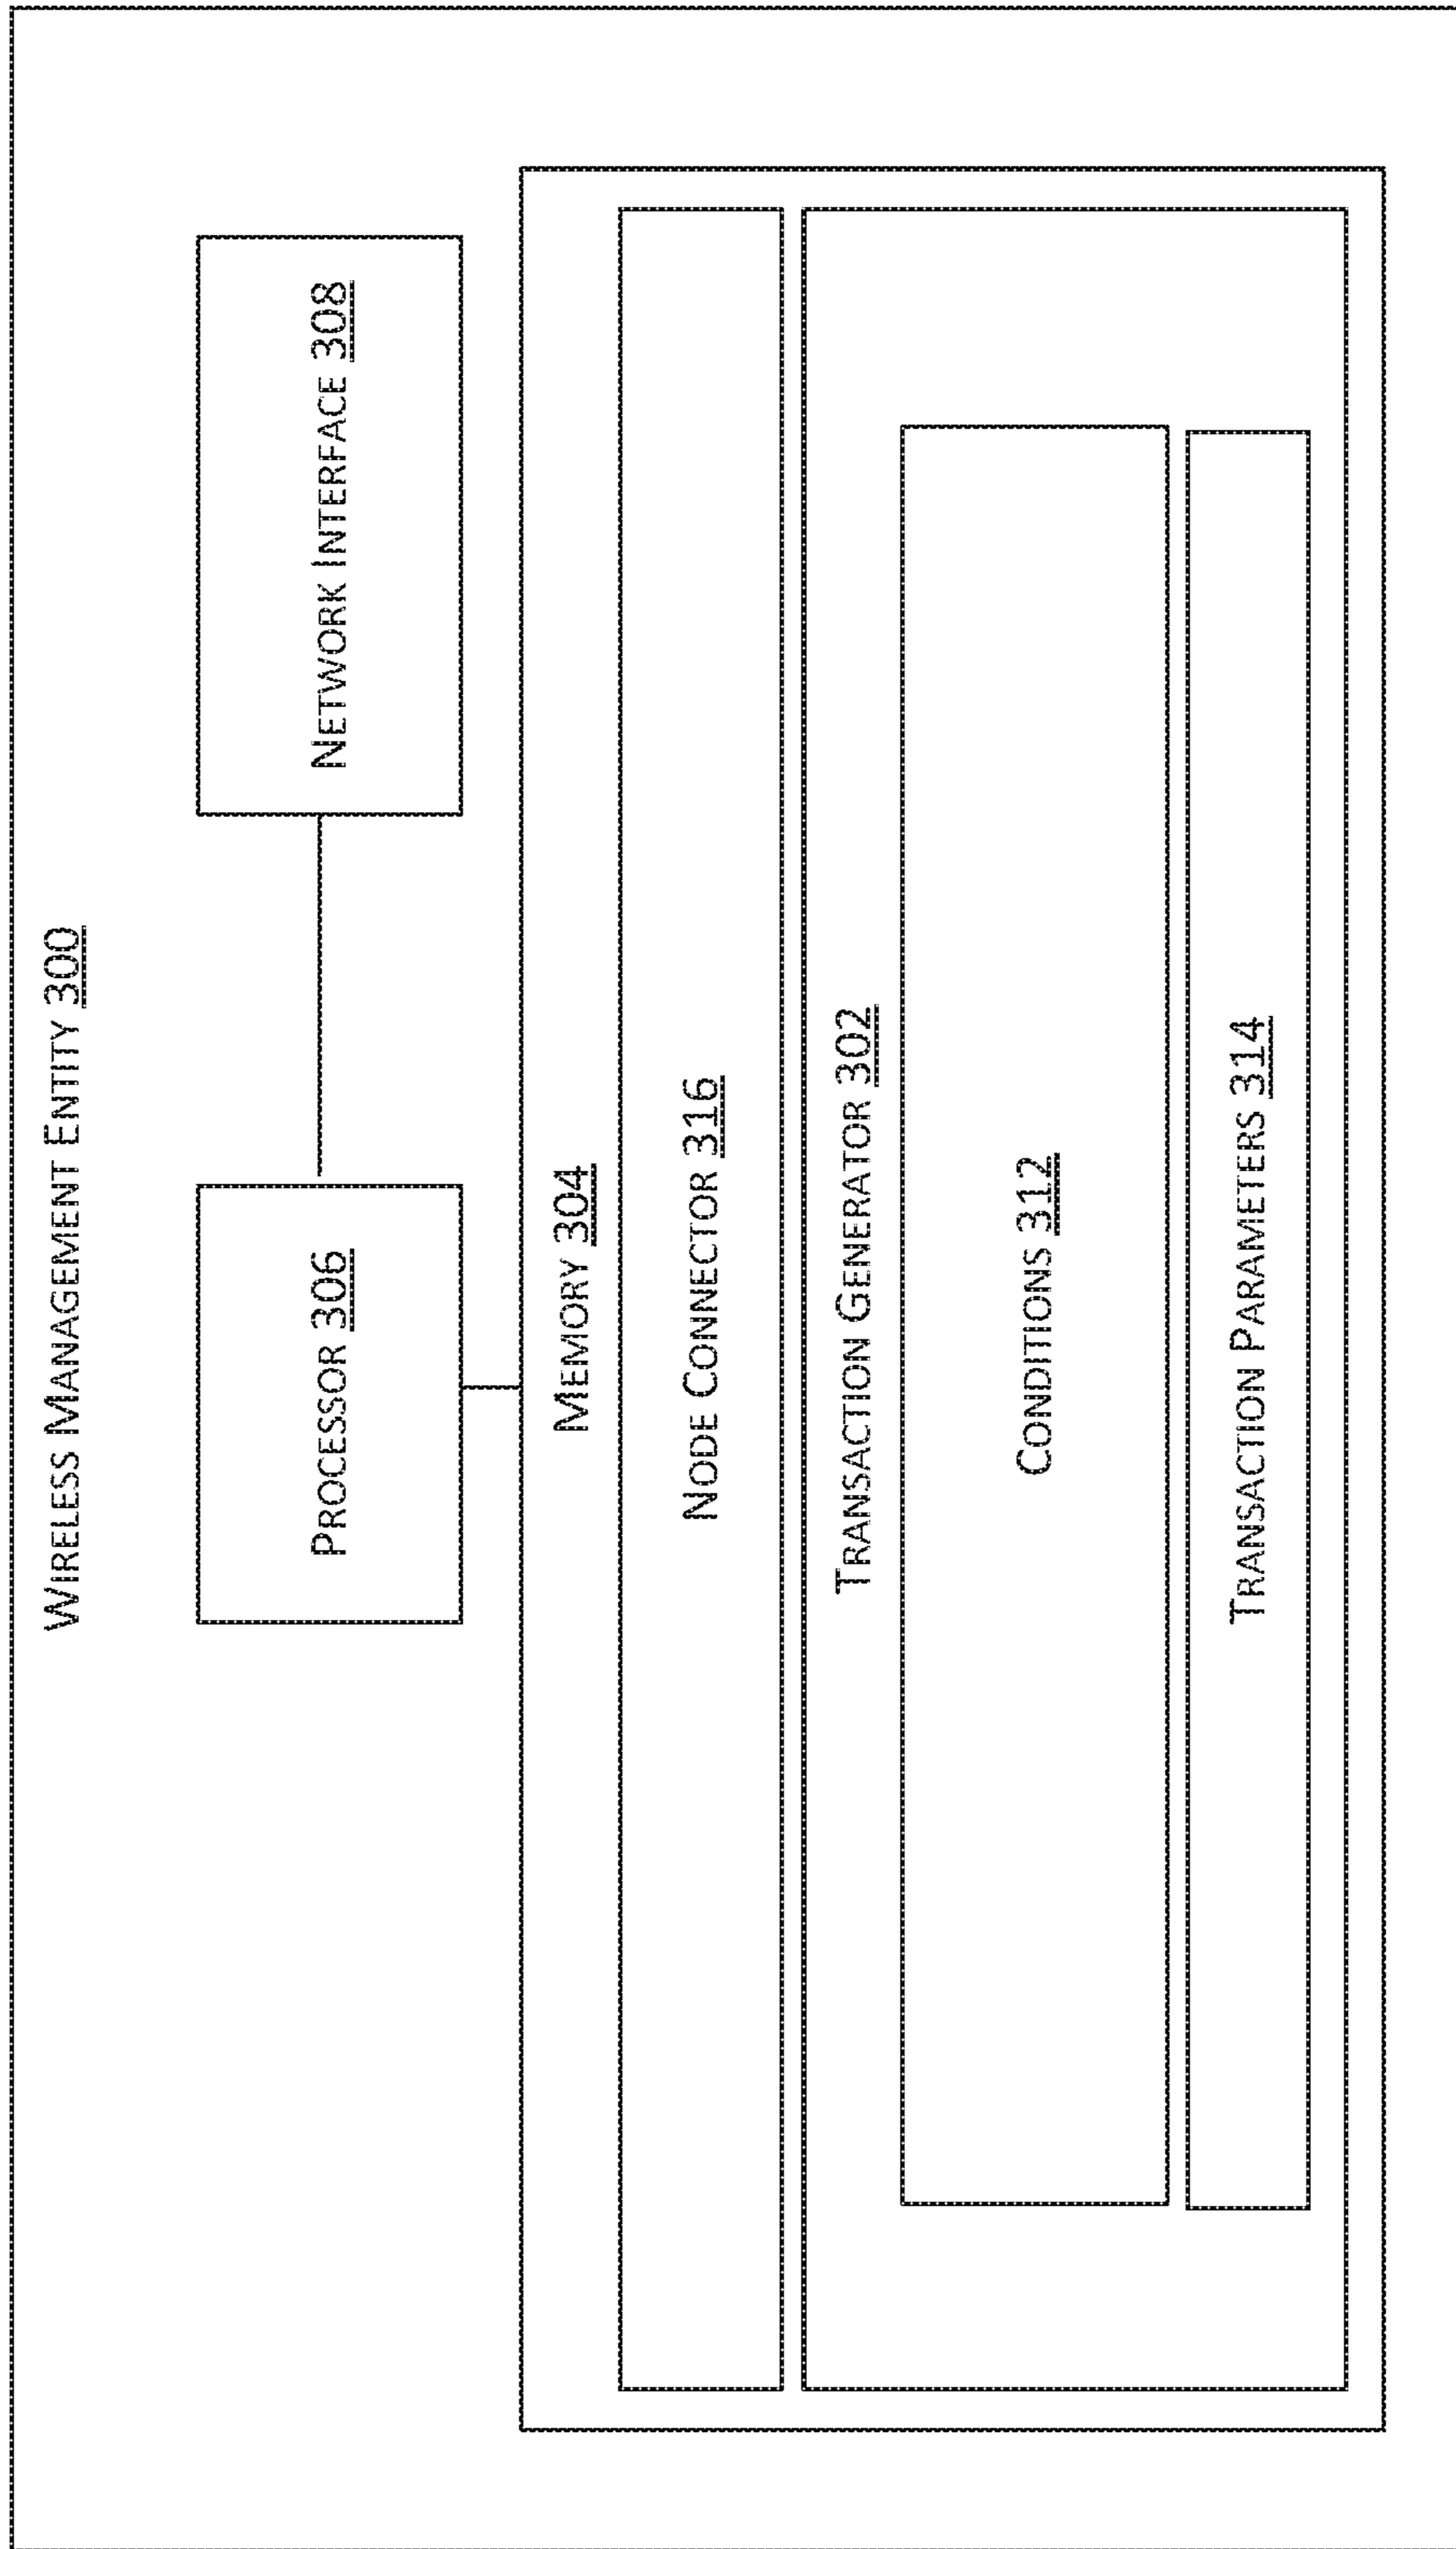 WIRELESS MANAGEMENT ENTITY 300
PROCESSOR 306
NETWORK INTERFACE 308
MEMORY 304
NODE CONNECTOR 316
TRANSACTION GENERATOR 302
CONDITIONS 312
TRANSACTION PARAMETERS 314